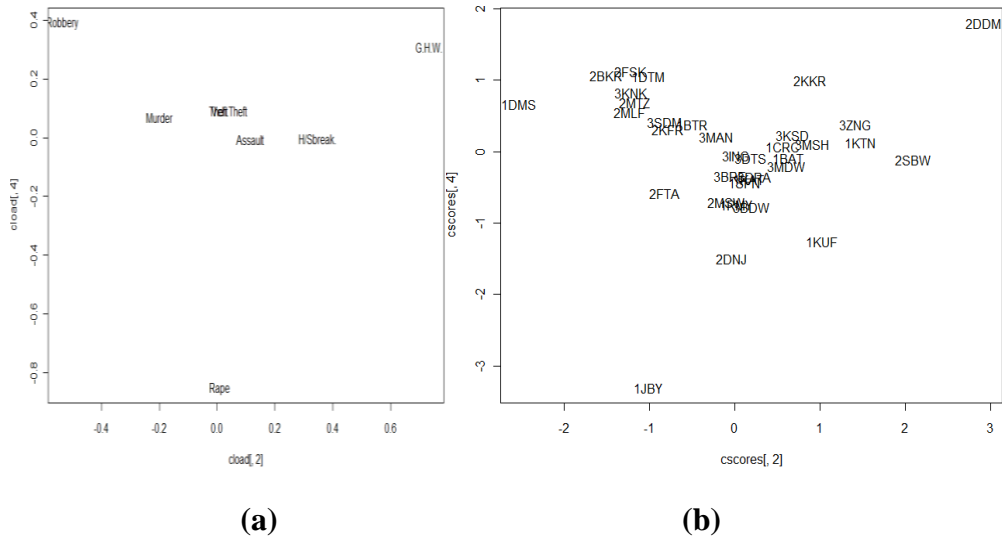 Robbery
G.H.W.
Murder
Theft
Assault
H/Sbreak.
Rape
0.4
0.2
0.0
-0.2
-0.4
-0.6
-0.8
cload[, 4]
-0.4
-0.2
0.0
0.2
0.4
0.6
cload[, 2]
(a)
2DDM
2FSK
2BKR
1DTM
2KKR
3KNK
2MTZ
1DMS
2MLF
3SDM
1BTR
2KFR
3ZNG
3MAN
3KSD
1KTN
1CRG
3MSH
3DTS
1BAT
2SBW
3MDW
2FTA
2MSW
3BDW
1KUF
2DNJ
1JBY
2
1
0
-1
-2
-3
cscores[, 4]
-2
-1
0
1
2
3
cscores[, 2]
(b)